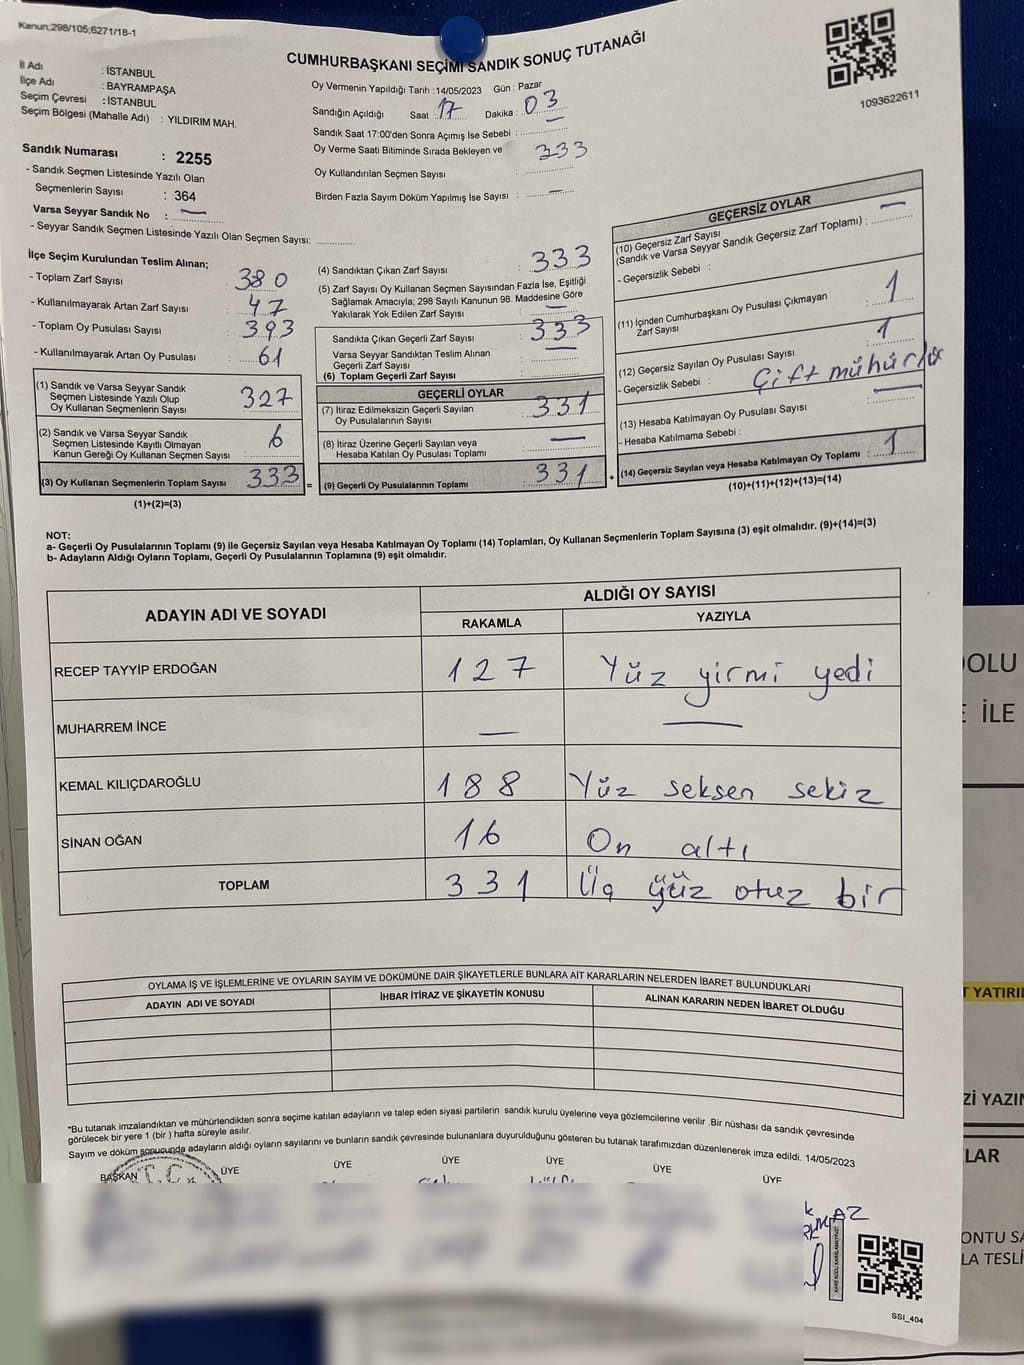 Kanun;298/105;6271/18-1
CUMHURBAŞKANI SEÇİMİ SANDIK SONUÇ TUTANAĞI
1093622611
İl Adı : İSTANBUL
İlçe Adı : BAYRAMPAŞA
Seçim Çevresi : İSTANBUL
Seçim Bölgesi (Mahalle Adı) : YILDIRIM MAH.
Oy Vermenin Yapıldığı Tarih : 14/05/2023 Gün : Pazar
Sandığın Açıldığı Saat : 17 Dakika : 03
Sandık Saat 17:00'den Sonra Açımış İse Sebebi : —
Oy Verme Saati Bitiminde Sırada Bekleyen ve
Oy Kullandırılan Seçmen Sayısı : 333
Birden Fazla Sayım Döküm Yapılmış İse Sayısı : —
Sandık Numarası : 2255
- Sandık Seçmen Listesinde Yazılı Olan
Seçmenlerin Sayısı : 364
Varsa Seyyar Sandık No : —
- Seyyar Sandık Seçmen Listesinde Yazılı Olan Seçmen Sayısı: ............
İlçe Seçim Kurulundan Teslim Alınan;
- Toplam Zarf Sayısı : 380
- Kullanılmayarak Artan Zarf Sayısı : 47
- Toplam Oy Pusulası Sayısı : 393
- Kullanılmayarak Artan Oy Pusulası : 61
(1) Sandık ve Varsa Seyyar Sandık
Seçmen Listesinde Yazılı Olup
Oy Kullanan Seçmenlerin Sayısı : 327
(2) Sandık ve Varsa Seyyar Sandık
Seçmen Listesinde Kayıtlı Olmayan
Kanun Gereği Oy Kullanan Seçmen Sayısı : 6
(3) Oy Kullanan Seçmenlerin Toplam Sayısı : 333 =
(1)+(2)=(3)
(4) Sandıktan Çıkan Zarf Sayısı : 333
(5) Zarf Sayısı Oy Kullanan Seçmen Sayısından Fazla İse, Eşitliği
Sağlamak Amacıyla; 298 Sayılı Kanunun 98. Maddesine Göre
Yakılarak Yok Edilen Zarf Sayısı : —
Sandıkta Çıkan Geçerli Zarf Sayısı : 333
Varsa Seyyar Sandıktan Teslim Alınan
Geçerli Zarf Sayısı : —
(6) Toplam Geçerli Zarf Sayısı
GEÇERLİ OYLAR
(7) İtiraz Edilmeksizin Geçerli Sayılan
Oy Pusulalarının Sayısı : 331
(8) İtiraz Üzerine Geçerli Sayılan veya
Hesaba Katılan Oy Pusulası Toplamı : —
(9) Geçerli Oy Pusulalarının Toplamı : 331 +
GEÇERSİZ OYLAR
(10) Geçersiz Zarf Sayısı
(Sandık ve Varsa Seyyar Sandık Geçersiz Zarf Toplamı) : —
- Geçersizlik Sebebi :
(11) İçinden Cumhurbaşkanı Oy Pusulası Çıkmayan
Zarf Sayısı : 1
(12) Geçersiz Sayılan Oy Pusulası Sayısı : 1
- Geçersizlik Sebebi : Çift mühürlü
(13) Hesaba Katılmayan Oy Pusulası Sayısı : —
- Hesaba Katılmama Sebebi :
(14) Geçersiz Sayılan veya Hesaba Katılmayan Oy Toplamı : 1
(10)+(11)+(12)+(13)=(14)
NOT:
a- Geçerli Oy Pusulalarının Toplamı (9) ile Geçersiz Sayılan veya Hesaba Katılmayan Oy Toplamı (14) Toplamları, Oy Kullanan Seçmenlerin Toplam Sayısına (3) eşit olmalıdır. (9)+(14)=(3)
b- Adayların Aldığı Oyların Toplamı, Geçerli Oy Pusulalarının Toplamına (9) eşit olmalıdır.
ADAYIN ADI VE SOYADI
ALDIĞI OY SAYISI
RAKAMLA YAZIYLA
RECEP TAYYİP ERDOĞAN 127 Yüz yirmi yedi
MUHARREM İNCE — —
KEMAL KILIÇDAROĞLU 188 Yüz seksen sekiz
SİNAN OĞAN 16 On altı
TOPLAM 331 Üç yüz otuz bir
OYLAMA İŞ VE İŞLEMLERİNE VE OYLARIN SAYIM VE DÖKÜMÜNE DAİR ŞİKAYETLERLE BUNLARA AİT KARARLARIN NELERDEN İBARET BULUNDUKLARI
ADAYIN ADI VE SOYADI İHBAR İTİRAZ VE ŞİKAYETİN KONUSU ALINAN KARARIN NEDEN İBARET OLDUĞU
*Bu tutanak imzalandıktan ve mühürlendikten sonra seçime katılan adayların ve talep eden siyasi partilerin sandık kurulu üyelerine veya gözlemcilerine verilir .Bir nüshası da sandık çevresinde
görülecek bir yere 1 (bir ) hafta süreyle asılır.
Sayım ve döküm sonucunda adayların aldığı oyların sayılarını ve bunların sandık çevresinde bulunanlara duyurulduğunu gösteren bu tutanak tarafımızdan düzenlenerek imza edildi. 14/05/2023
BAŞKAN ÜYE ÜYE ÜYE ÜYE ÜYE ÜYE
T.C.
SSI_404
OLU
İLE
T YATIRIL
Zİ YAZIN
LAR
ONTU SA
LA TESLİ